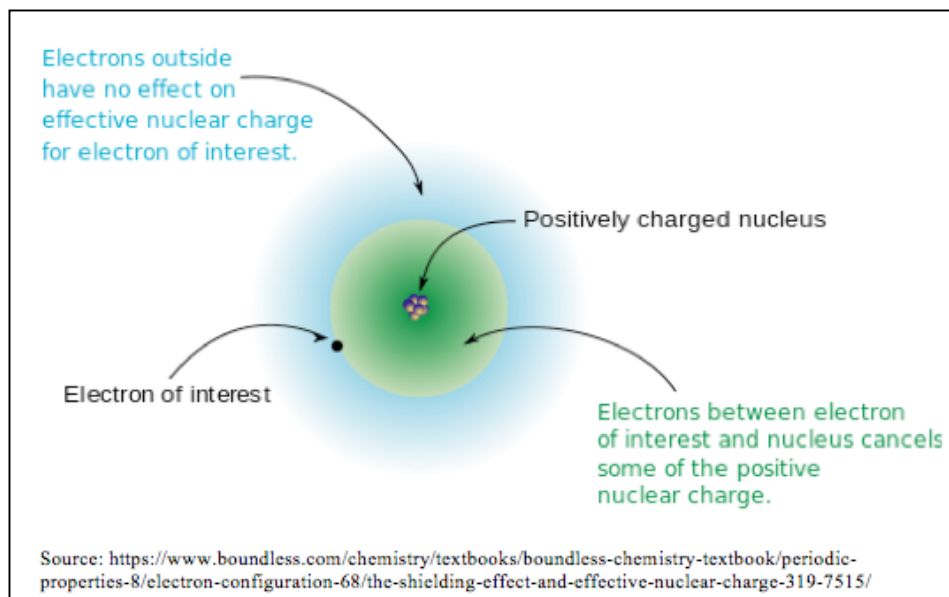 Electrons outside
have no effect on
effective nuclear charge
for electron of interest.
Positively charged nucleus
Electron of interest
Electrons between electron
of interest and nucleus cancels
some of the positive
nuclear charge.
Source: https://www.boundless.com/chemistry/textbooks/boundless-chemistry-textbook/periodic-
properties-8/electron-configuration-68/the-shielding-effect-and-effective-nuclear-charge-319-7515/